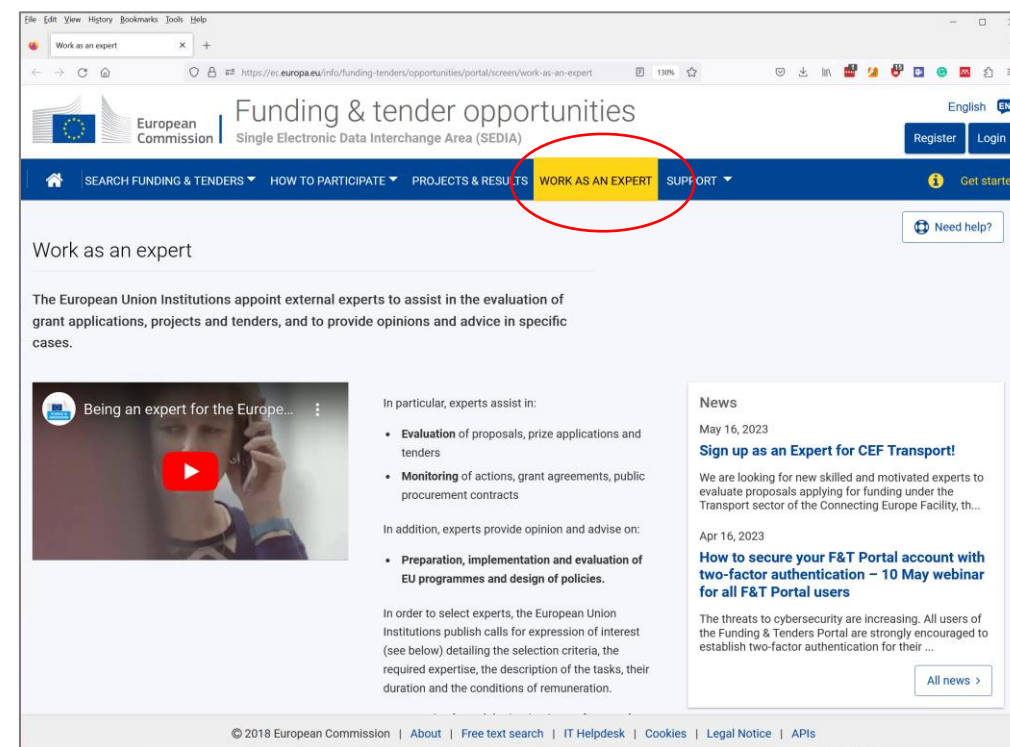 File Edit View History Bookmarks Tools Help
Work as an expert
https://ec.europa.eu/info/funding-tenders/opportunities/portal/screen/work-as-an-expert 130%
European
Commission
Funding & tender opportunities
Single Electronic Data Interchange Area (SEDIA)
English EN
Register Login
SEARCH FUNDING & TENDERS HOW TO PARTICIPATE PROJECTS & RESULTS WORK AS AN EXPERT SUPPORT Get starte
Need help?
Work as an expert
The European Union Institutions appoint external experts to assist in the evaluation of
grant applications, projects and tenders, and to provide opinions and advice in specific
cases.
Being an expert for the Europe...
In particular, experts assist in:
• Evaluation of proposals, prize applications and
tenders
• Monitoring of actions, grant agreements, public
procurement contracts
In addition, experts provide opinion and advise on:
• Preparation, implementation and evaluation of
EU programmes and design of policies.
In order to select experts, the European Union
Institutions publish calls for expression of interest
(see below) detailing the selection criteria, the
required expertise, the description of the tasks, their
duration and the conditions of remuneration.
News
May 16, 2023
Sign up as an Expert for CEF Transport!
We are looking for new skilled and motivated experts to
evaluate proposals applying for funding under the
Transport sector of the Connecting Europe Facility, th...
Apr 16, 2023
How to secure your F&T Portal account with
two-factor authentication – 10 May webinar
for all F&T Portal users
The threats to cybersecurity are increasing. All users of
the Funding & Tenders Portal are strongly encouraged to
establish two-factor authentication for their ...
All news >
© 2018 European Commission | About | Free text search | IT Helpdesk | Cookies | Legal Notice | APIs